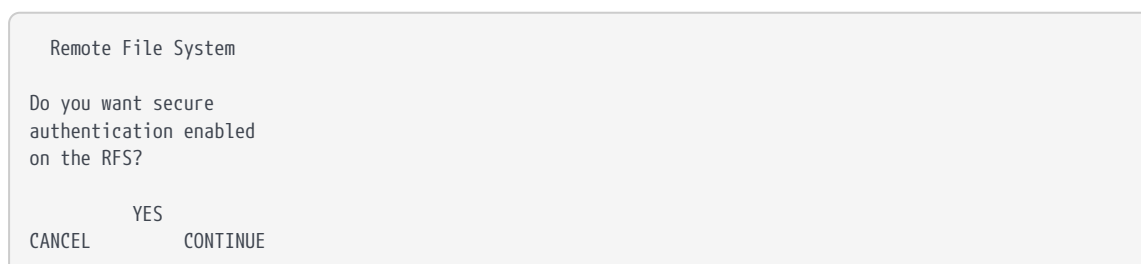 Remote File System
Do you want secure
authentication enabled
on the RFS?
YES
CANCEL CONTINUE